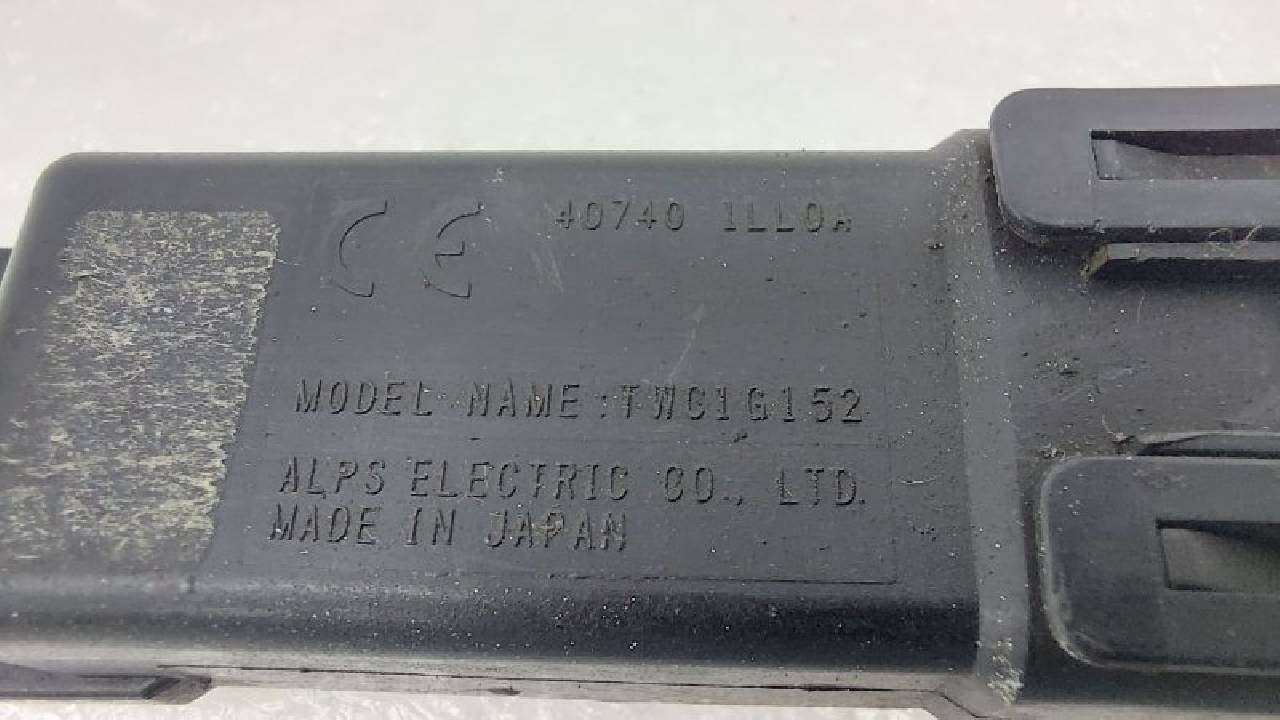 CE 40740 1LL0A
MODEL NAME:TWC1G152
ALPS ELECTRIC CO., LTD.
MADE IN JAPAN